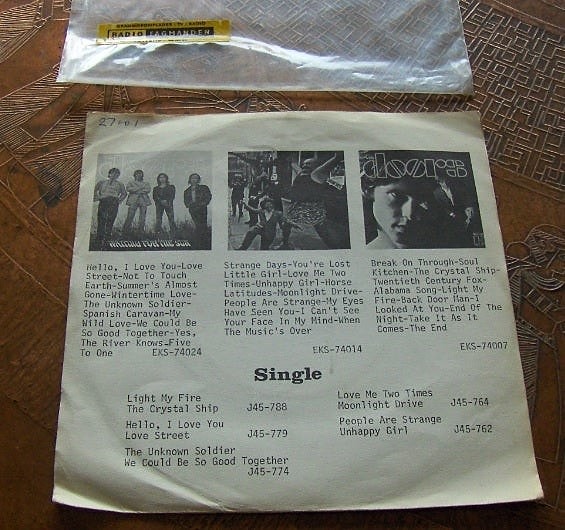 GRAMMOFONPLADER / TV / RADIO
RADIO FAGMANDEN
27001
WAITING FOR THE SUN
DOORS
Hello, I Love You-Love
Street-Not To Touch
Earth-Summer's Almost
Gone-Wintertime Love-
The Unknown Soldier-
Spanish Caravan-My
Wild Love-We Could Be
So Good Together-Yes,
The River Knows-Five
To One EKS-74024
Strange Days-You're Lost
Little Girl-Love Me Two
Times-Unhappy Girl-Horse
Latitudes-Moonlight Drive-
People Are Strange-My Eyes
Have Seen You-I Can't See
Your Face In My Mind-When
The Music's Over
EKS-74014
Break On Through-Soul
Kitchen-The Crystal Ship-
Twentieth Century Fox-
Alabama Song-Light My
Fire-Back Door Man-I
Looked At You-End Of The
Night-Take It As It
Comes-The End
EKS-74007
Single
Light My Fire
The Crystal Ship J45-788
Hello, I Love You
Love Street J45-779
The Unknown Soldier
We Could Be So Good Together
J45-774
Love Me Two Times
Moonlight Drive J45-764
People Are Strange
Unhappy Girl J45-762